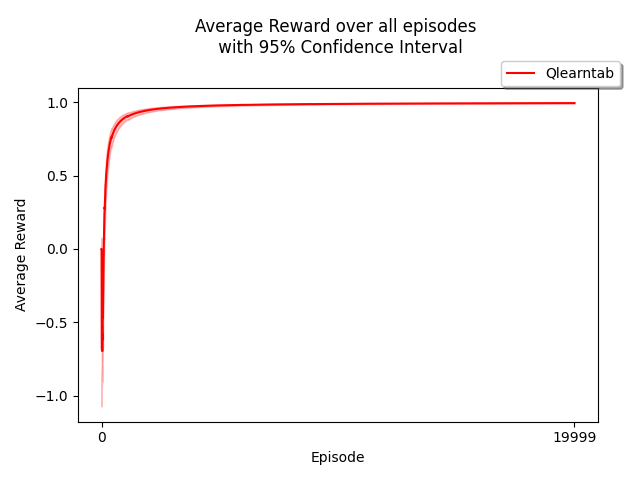 Average Reward over all episodes
with 95% Confidence Interval
Qlearntab
1.0
0.5
0.0
−0.5
−1.0
Average Reward
0
19999
Episode